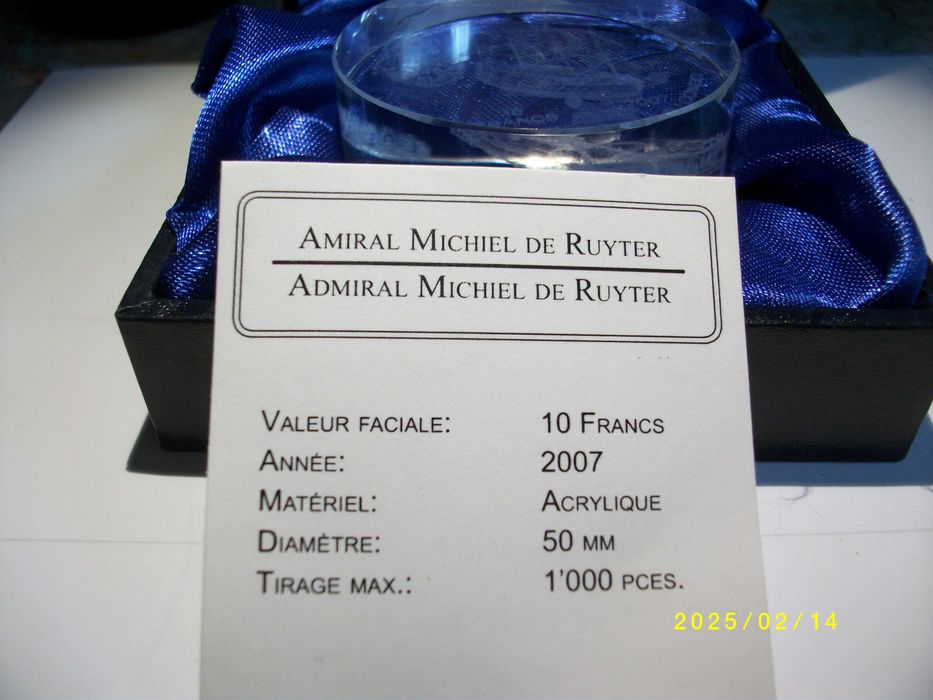 Amiral Michiel de Ruyter
Admiral Michiel de Ruyter
Valeur faciale: 10 Francs
Année: 2007
Matériel: Acrylique
Diamètre: 50 mm
Tirage max.: 1'000 pces.
2025/02/14